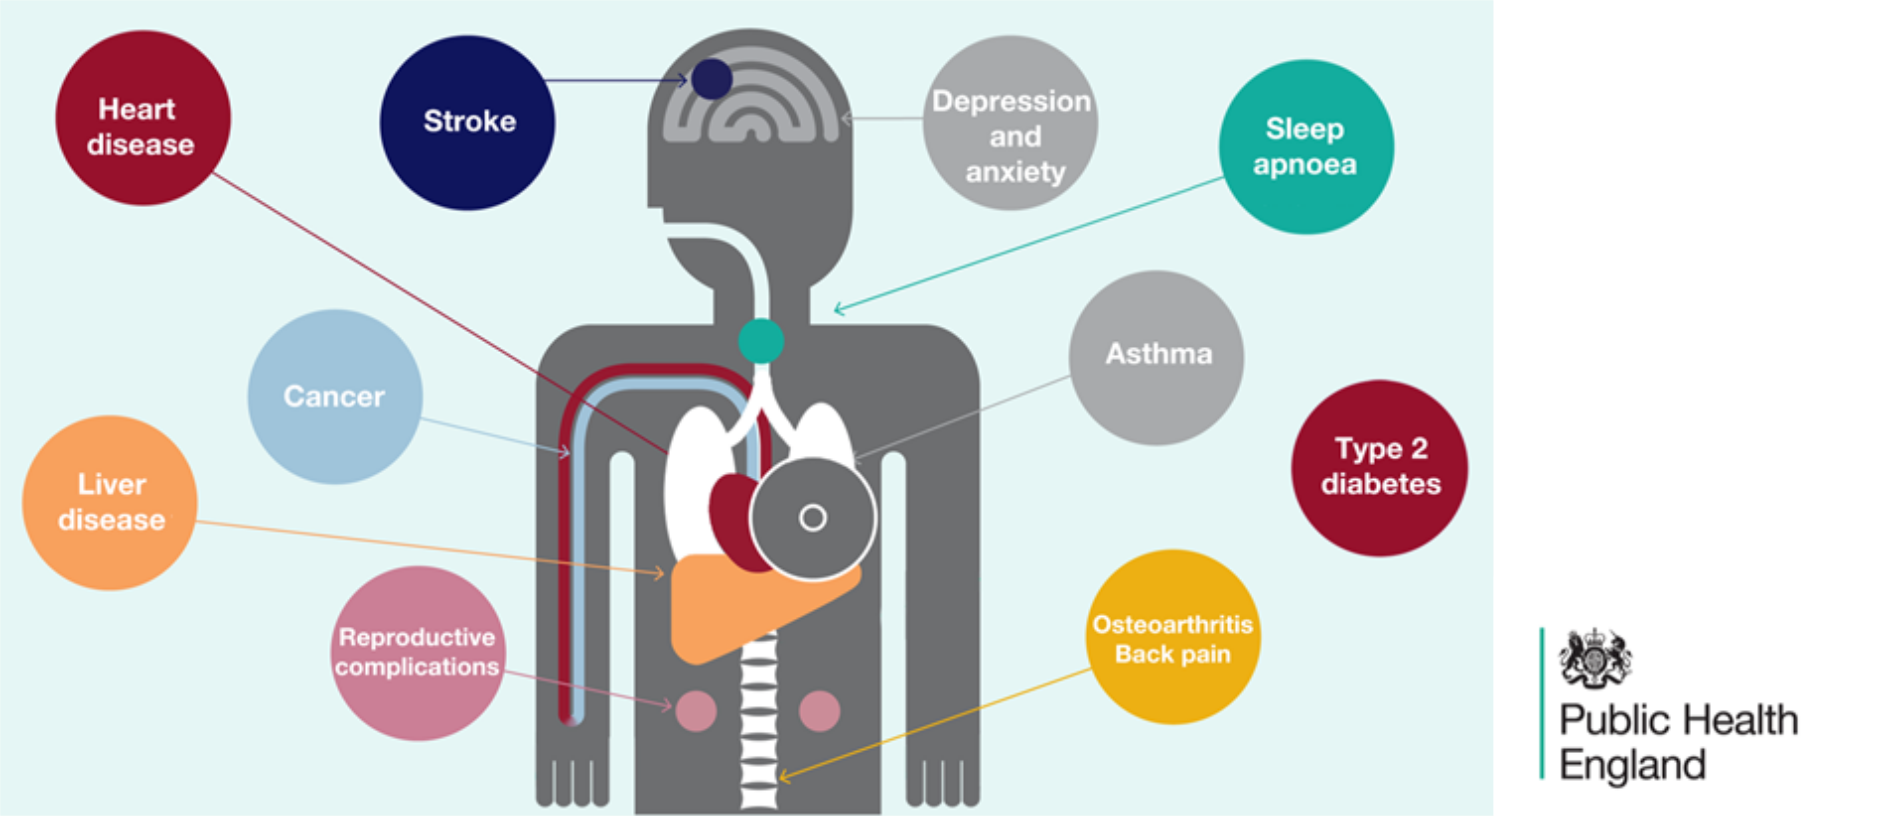 Heart
disease
Stroke
Depression
and
anxiety
Sleep
apnoea
Cancer
Asthma
Liver
disease
Type 2
diabetes
Reproductive
complications
Osteoarthritis
Back pain
Public Health
England